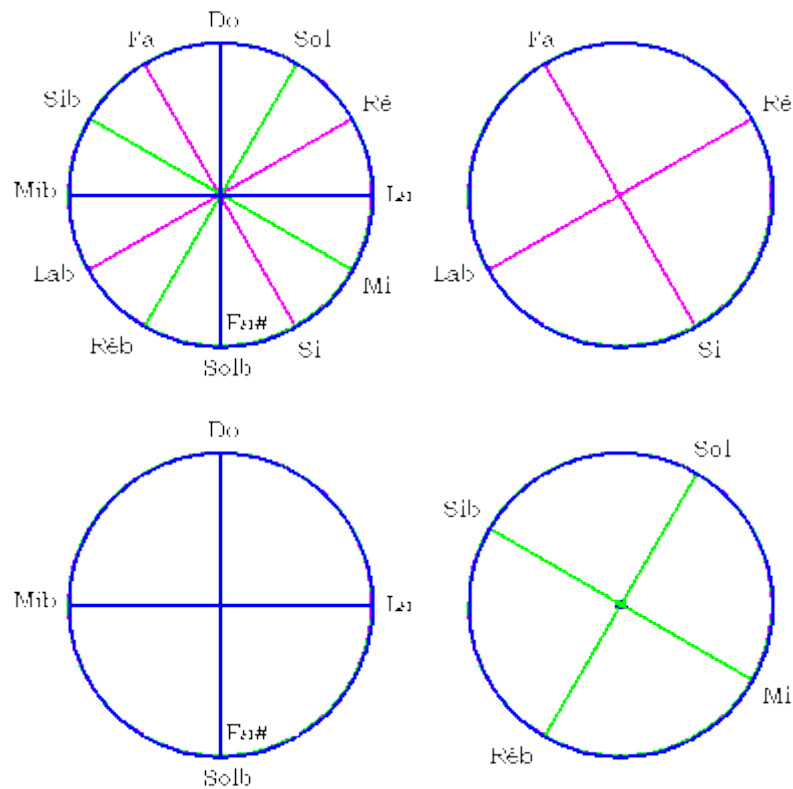 Do
Fa
Sol
Sib
Ré
Mib
La
Lab
Mi
Fa#
Réb
Si
Solb
Fa
Ré
Lab
Si
Do
Mib
La
Fa#
Solb
Sol
Sib
Mi
Réb